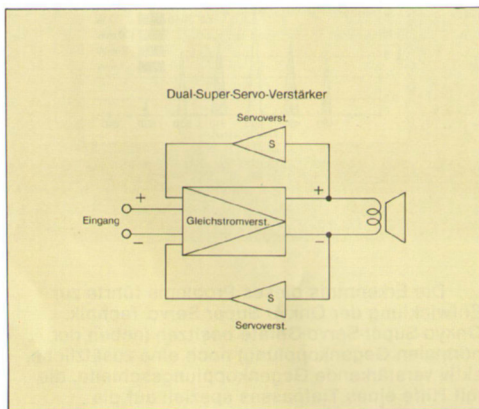 Dual-Super-Servo-Verstärker
Servoverst.
S
+
+
Eingang
Gleichstromverst.
−
−
S
Servoverst.